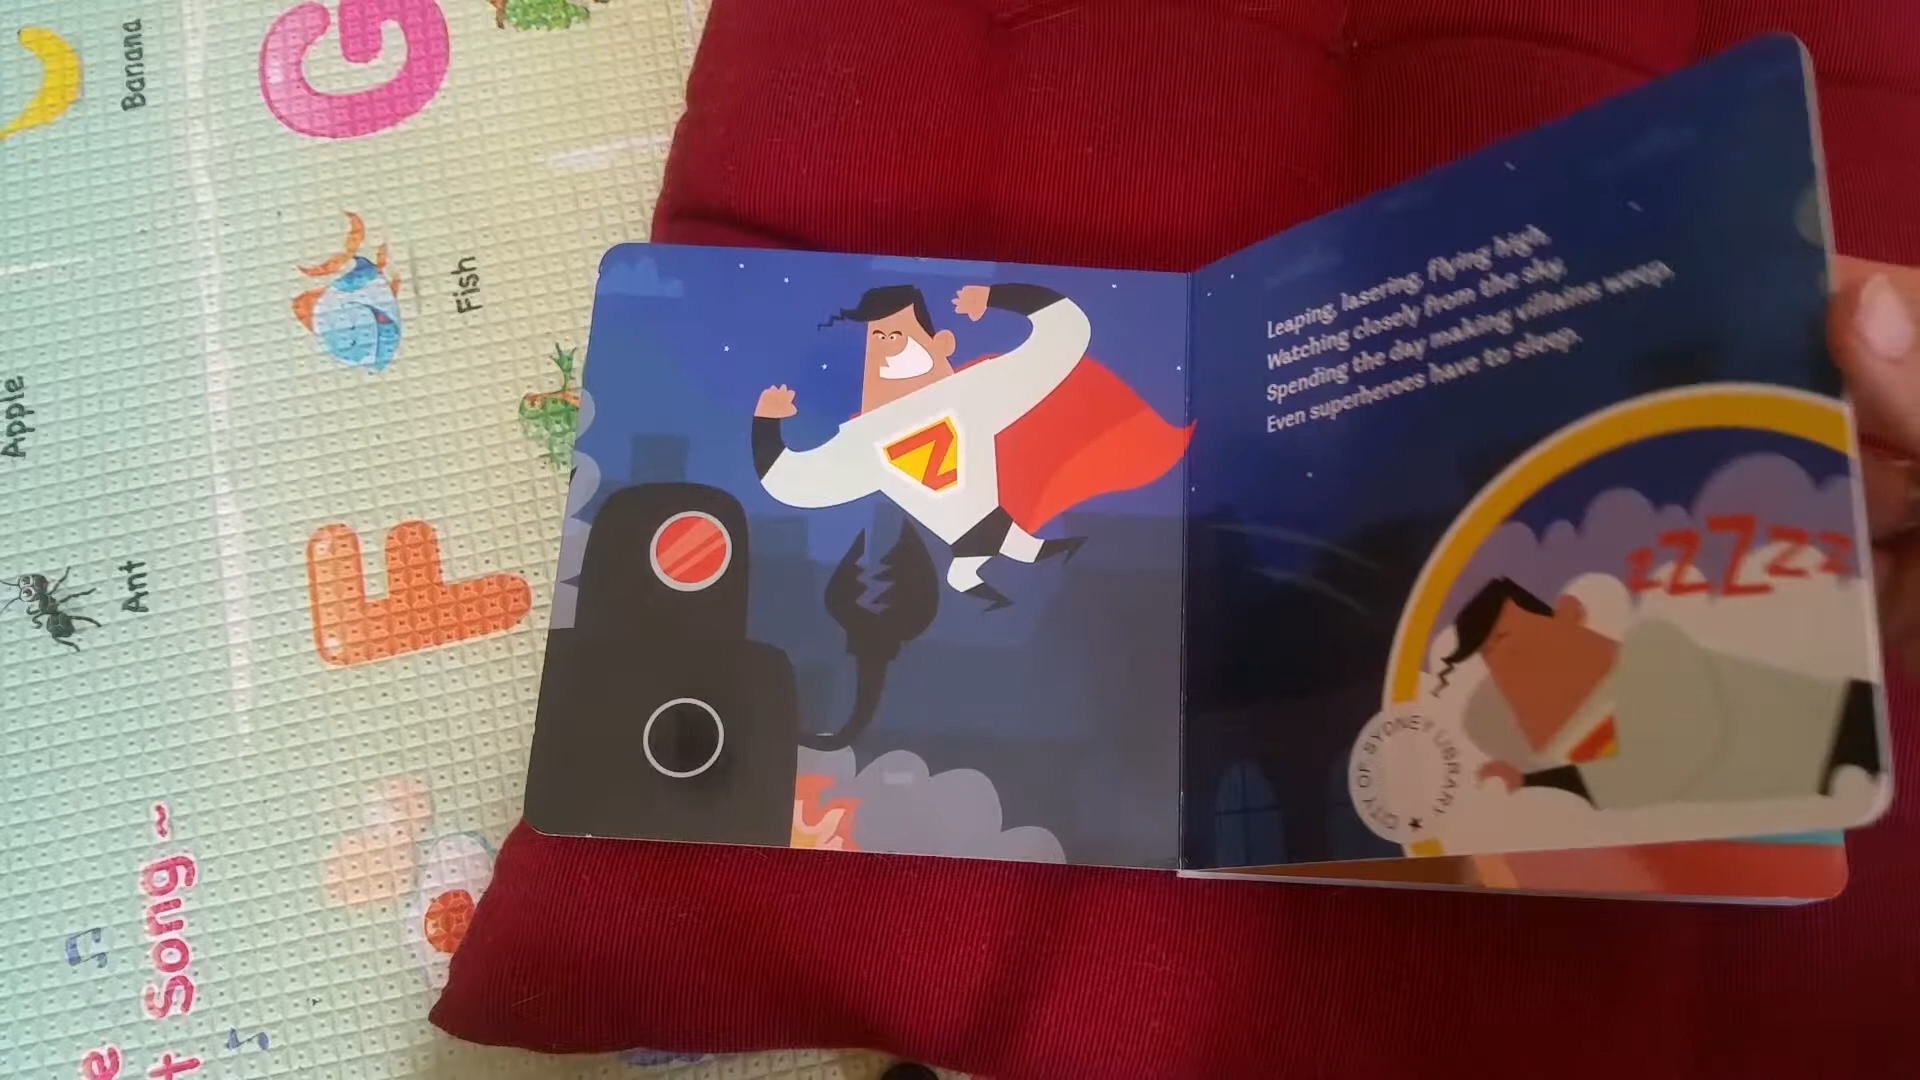 Banana
G
Fish
Apple
Ant
F
Song ~
Z
Leaping, lasering, flying high,
Watching closely from the sky.
Spending the day making villains weep,
Even superheroes have to sleep.
zzZzz
CITY OF SYDNEY LIBRARY